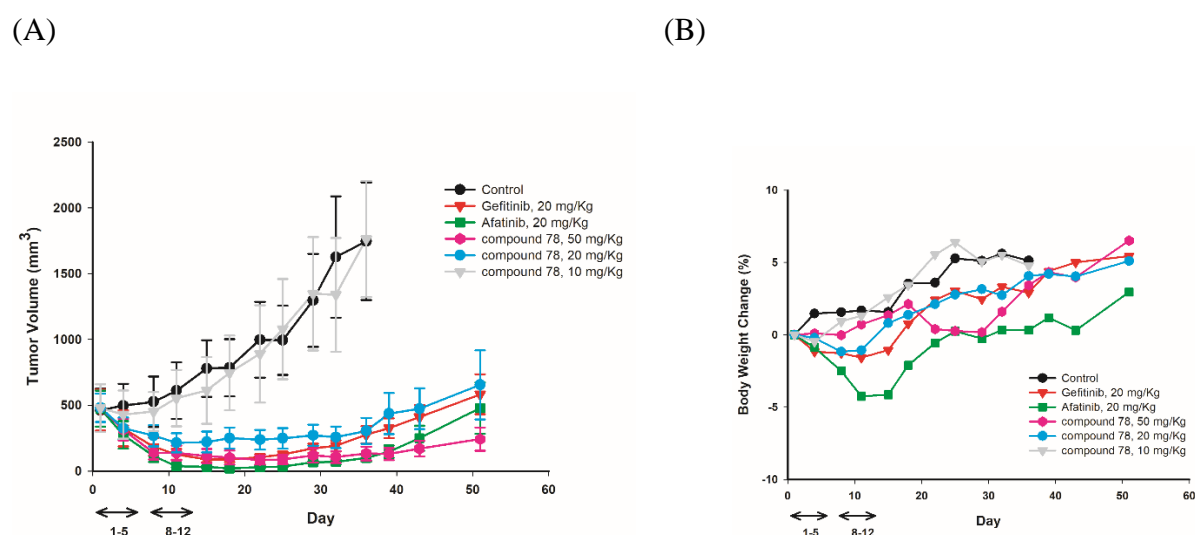 (A)
Tumor Volume (mm3)
2500
2000
1500
1000
500
0
Control
Gefitinib, 20 mg/Kg
Afatinib, 20 mg/Kg
compound 78, 50 mg/Kg
compound 78, 20 mg/Kg
compound 78, 10 mg/Kg
0 10 20 30 40 50 60
Day
1-5 8-12
(B)
Body Weight Change (%)
10
5
0
-5
-10
Control
Gefitinib, 20 mg/Kg
Afatinib, 20 mg/Kg
compound 78, 50 mg/Kg
compound 78, 20 mg/Kg
compound 78, 10 mg/Kg
0 10 20 30 40 50 60
Day
1-5 8-12